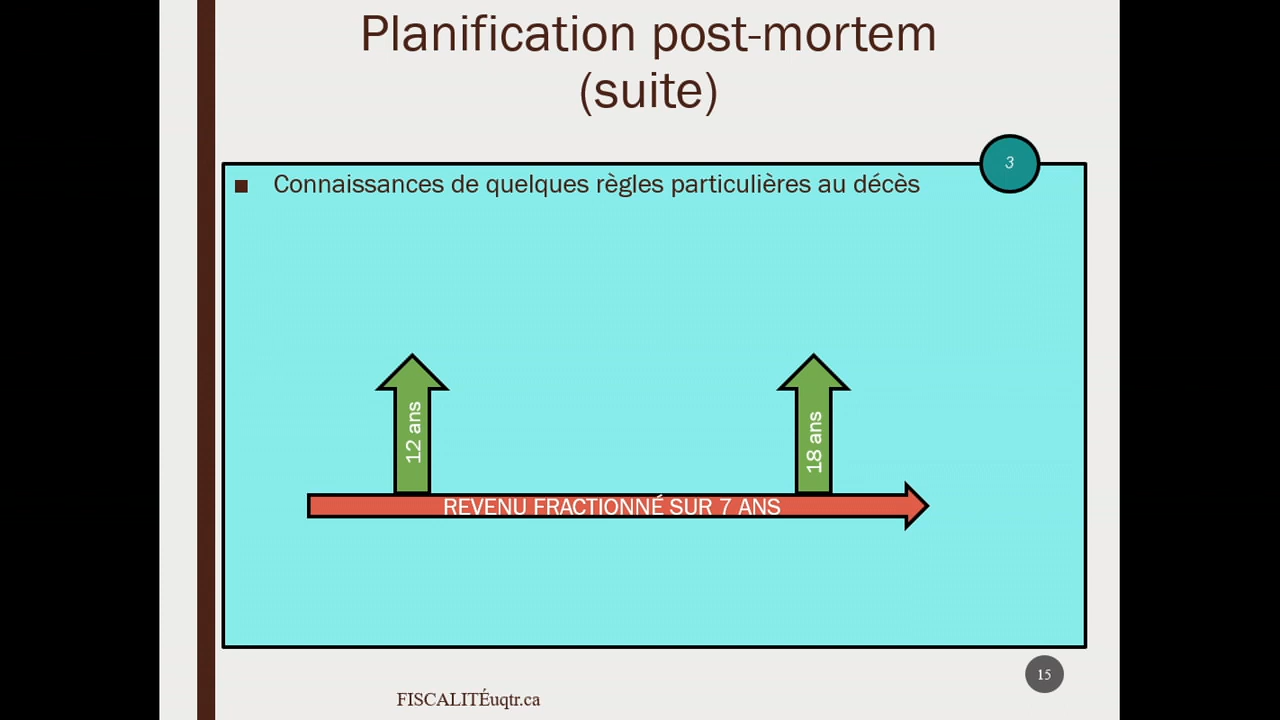 Planification post-mortem
(suite)
3
■ Connaissances de quelques règles particulières au décès
12 ans
18 ans
REVENU FRACTIONNÉ SUR 7 ANS
15
FISCALITÉuqtr.ca